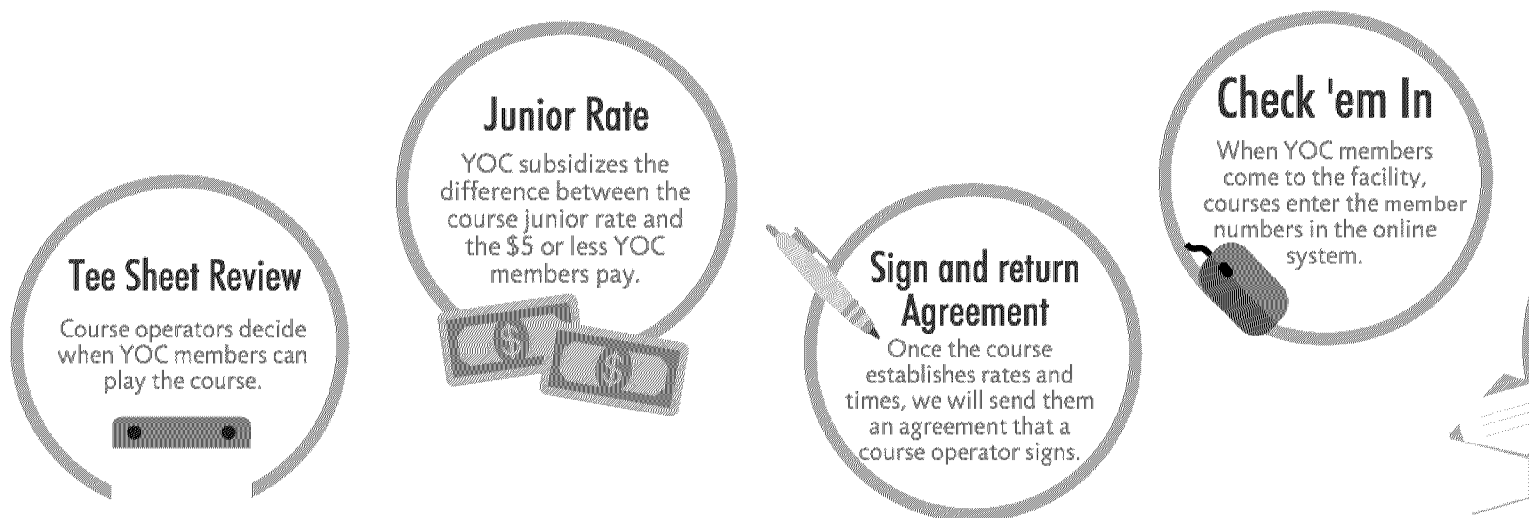 Tee Sheet Review
Course operators decide
when YOC members can
play the course.
Junior Rate
YOC subsidizes the
difference between the
course junior rate and
the $5 or less YOC
members pay.
$
$
Sign and return
Agreement
Once the course
establishes rates and
times, we will send them
an agreement that a
course operator signs.
Check 'em In
When YOC members
come to the facility,
courses enter the member
numbers in the online
system.